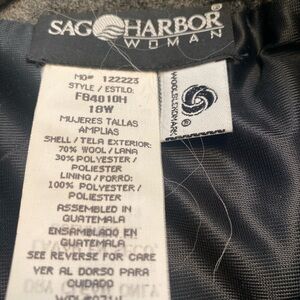 SAG HARBOR®
WOMAN
MO# 122223
STYLE / ESTILO:
FB4010H
18W
MUJERES TALLAS
AMPLIAS
SHELL / TELA EXTERIOR:
70% WOOL / LANA
30% POLYESTER /
POLIESTER
LINING / FORRO:
100% POLYESTER /
POLIESTER
ASSEMBLED IN
GUATEMALA
ENSAMBLADO EN
GUATEMALA
SEE REVERSE FOR CARE
VER AL DORSO PARA
CUIDADO
WOOLBLENDMARK®